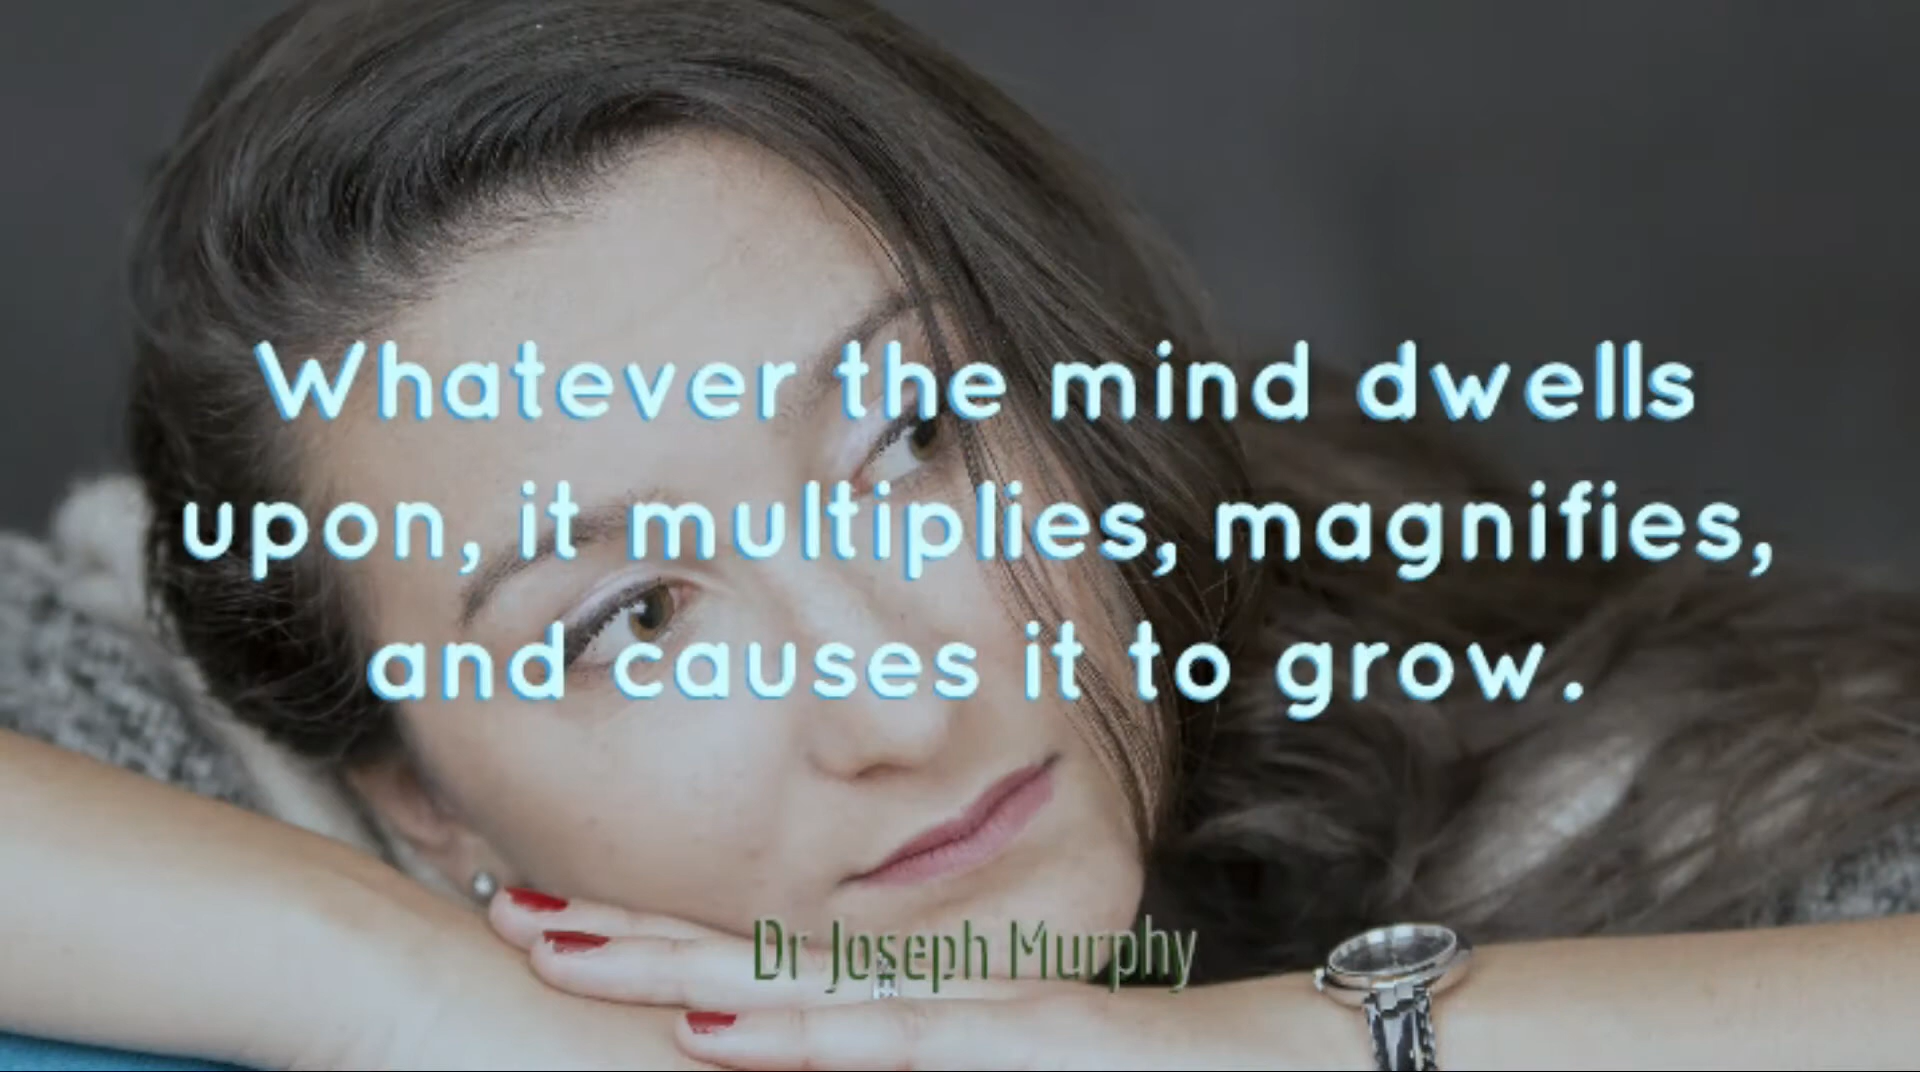 Whatever the mind dwells
upon, it multiplies, magnifies,
and causes it to grow.
Dr Joseph Murphy